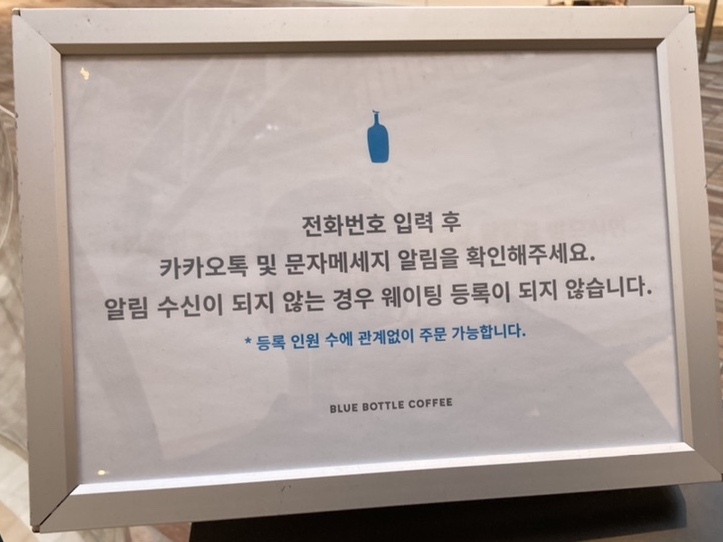 전화번호 입력 후
카카오톡 및 문자메세지 알림을 확인해주세요.
알림 수신이 되지 않는 경우 웨이팅 등록이 되지 않습니다.
* 등록 인원 수에 관계없이 주문 가능합니다.
BLUE BOTTLE COFFEE